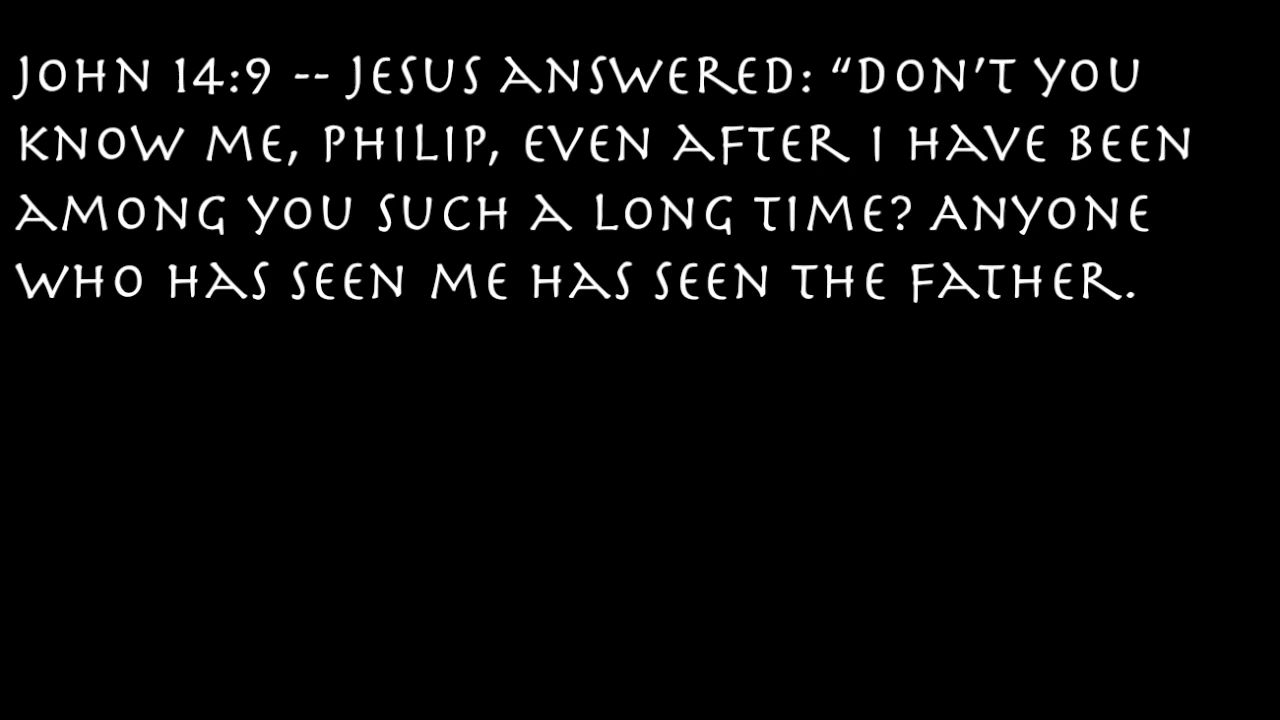 John 14:9 -- Jesus answered: “Don’t you
know me, Philip, even after I have been
among you such a long time? Anyone
who has seen me has seen the Father.